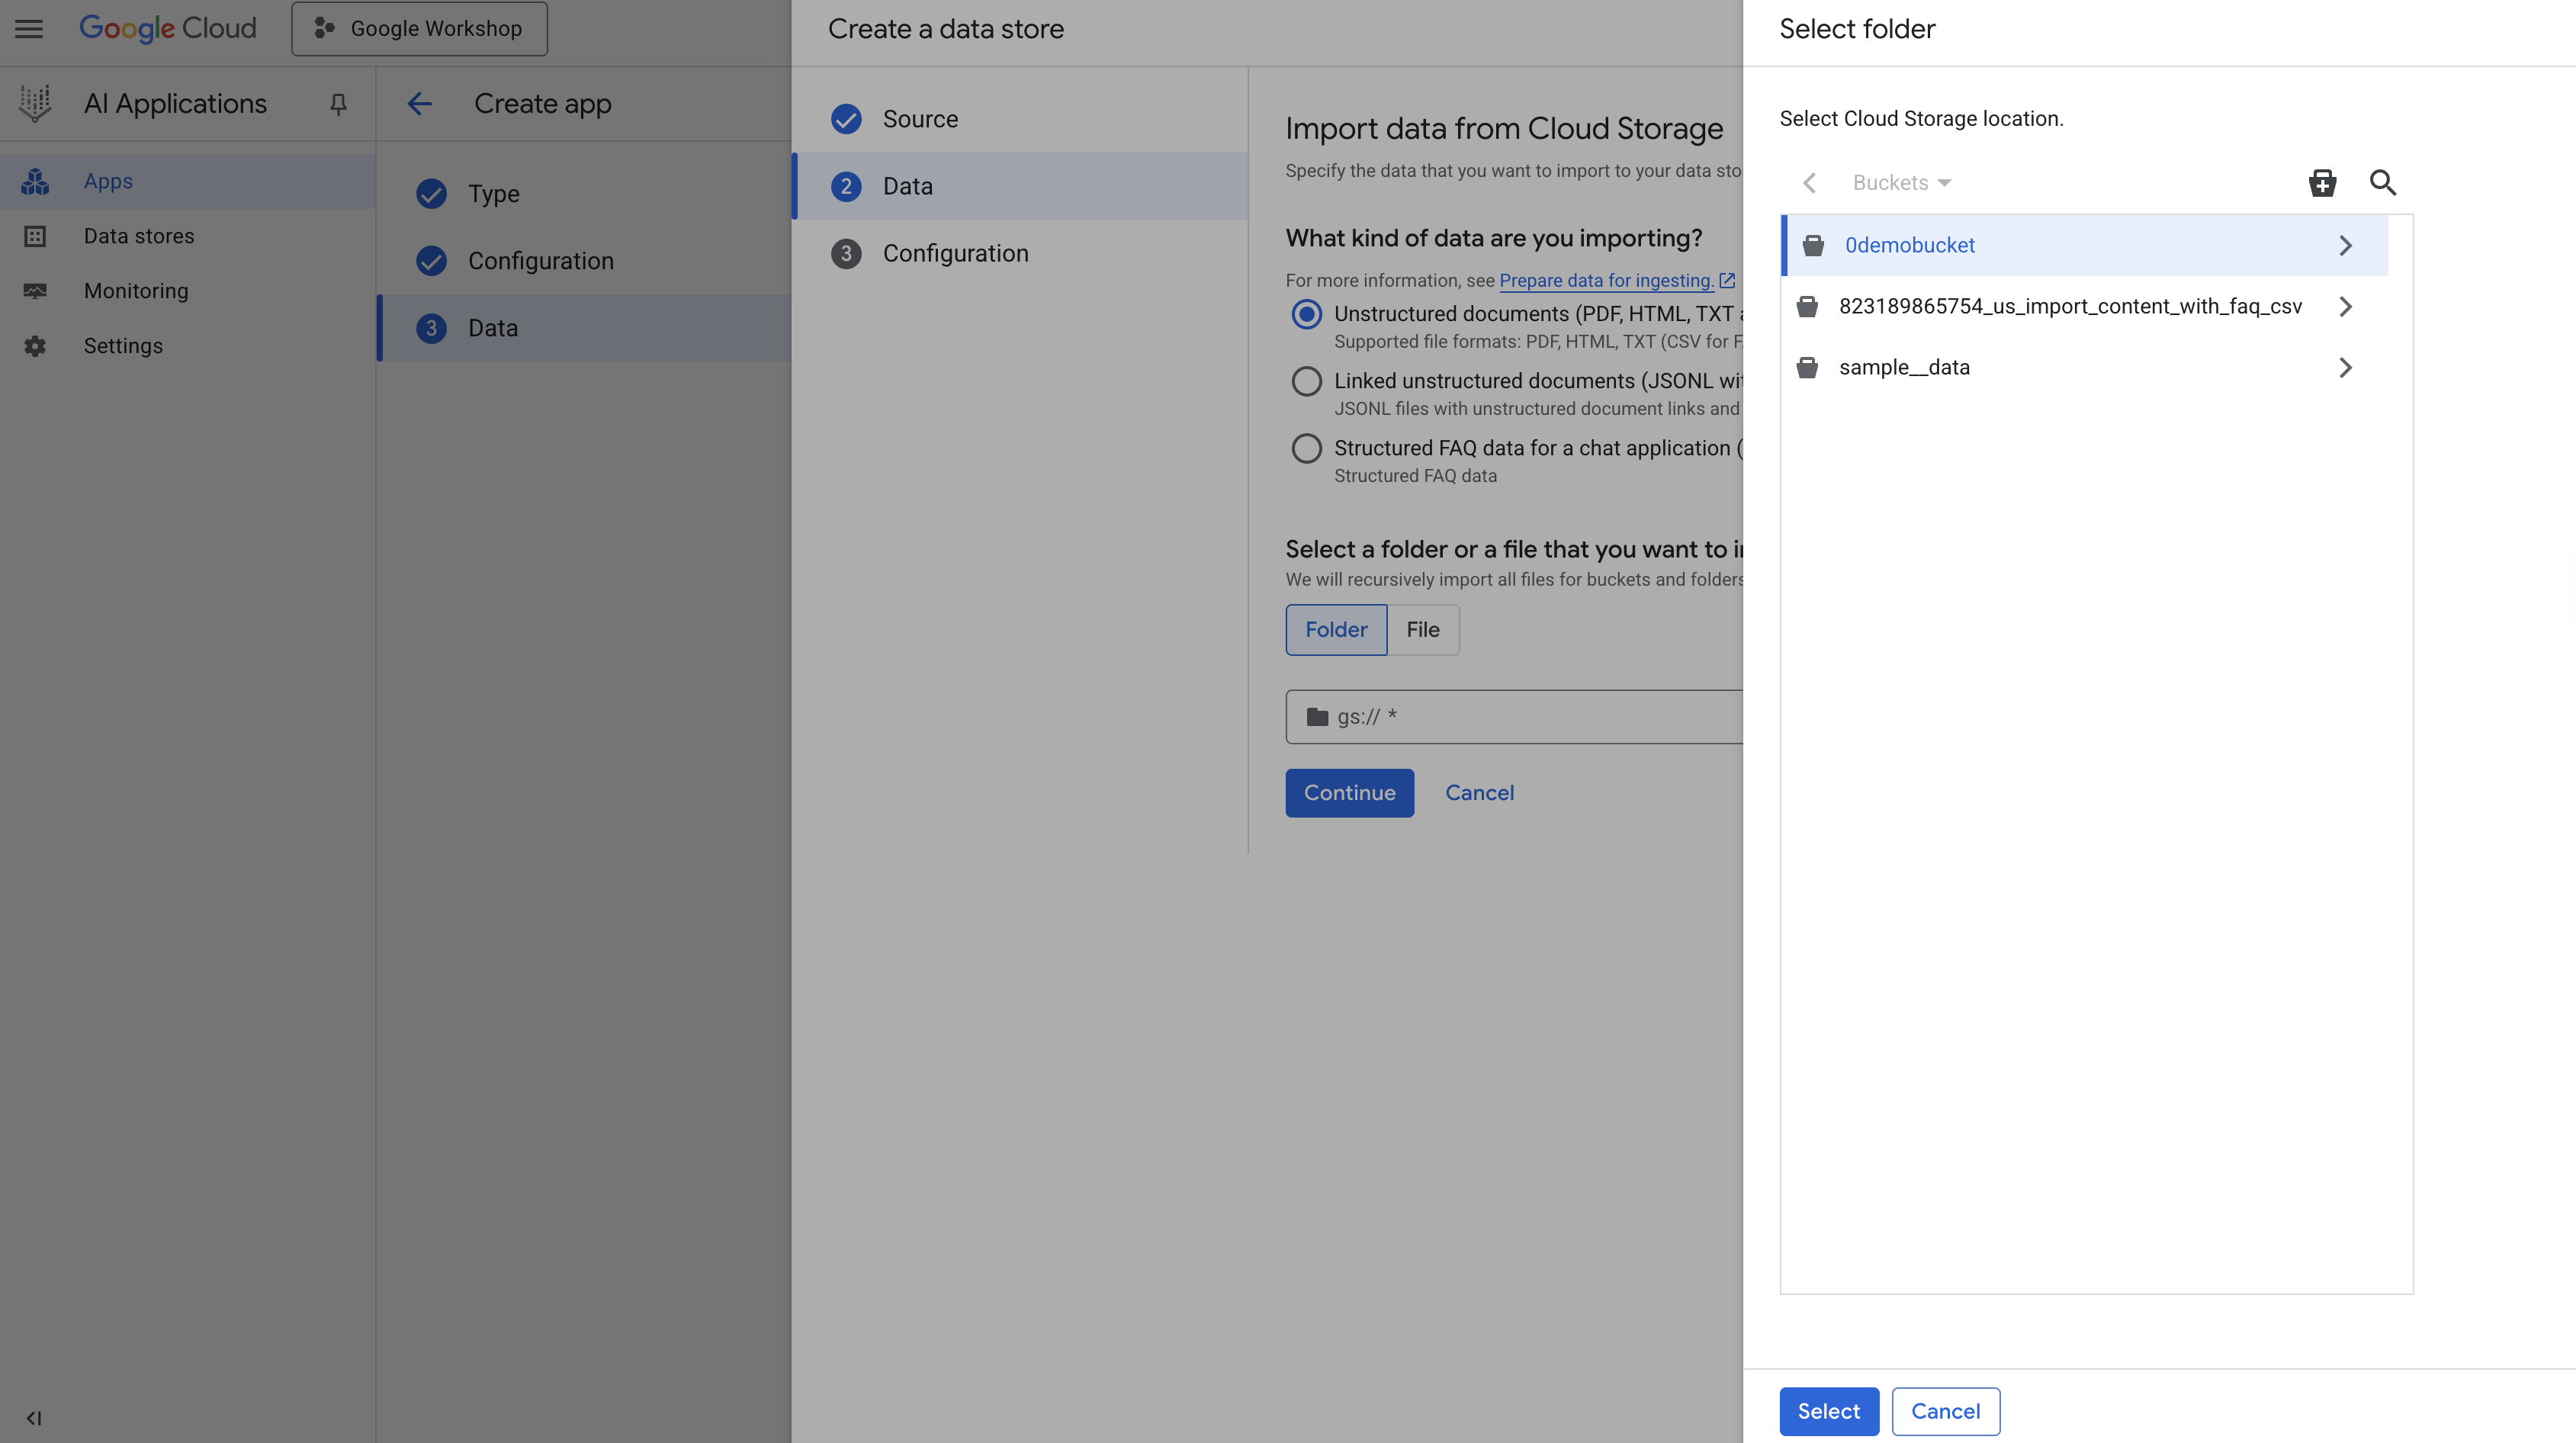 Google Cloud
Google Workshop
AI Applications
Apps
Data stores
Monitoring
Settings
Create app
Type
Configuration
3 Data
Create a data store
Source
2 Data
3 Configuration
Import data from Cloud Storage
Specify the data that you want to import to your data sto
What kind of data are you importing?
For more information, see Prepare data for ingesting.
Unstructured documents (PDF, HTML, TXT
Supported file formats: PDF, HTML, TXT (CSV for F
Linked unstructured documents (JSONL wit
JSONL files with unstructured document links and
Structured FAQ data for a chat application (
Structured FAQ data
Select a folder or a file that you want to i
We will recursively import all files for buckets and folders
Folder File
gs:// *
Continue Cancel
Select folder
Select Cloud Storage location.
Buckets
0demobucket
823189865754_us_import_content_with_faq_csv
sample__data
Select Cancel